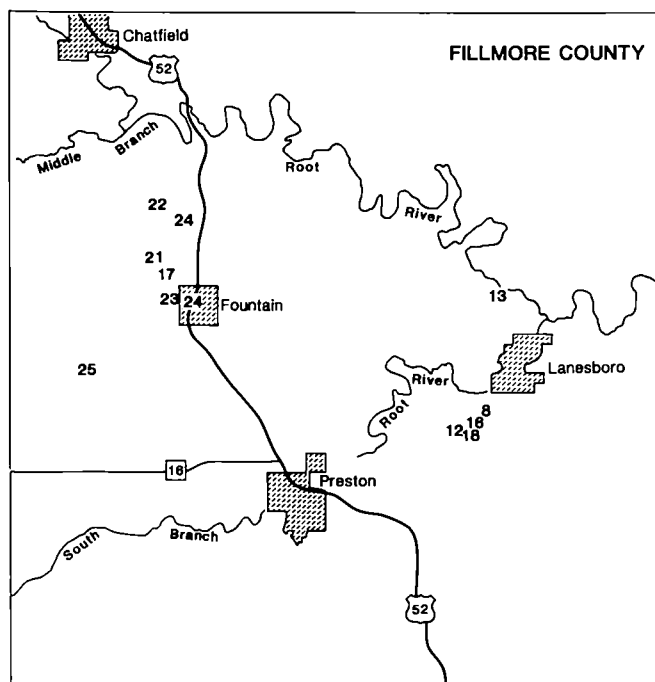 Chatfield
FILLMORE COUNTY
52
Middle Branch
Root River
22
24
21
17
13
23 24 Fountain
Lanesboro
25
Root River
8
16
12
18
16
Preston
South Branch
52